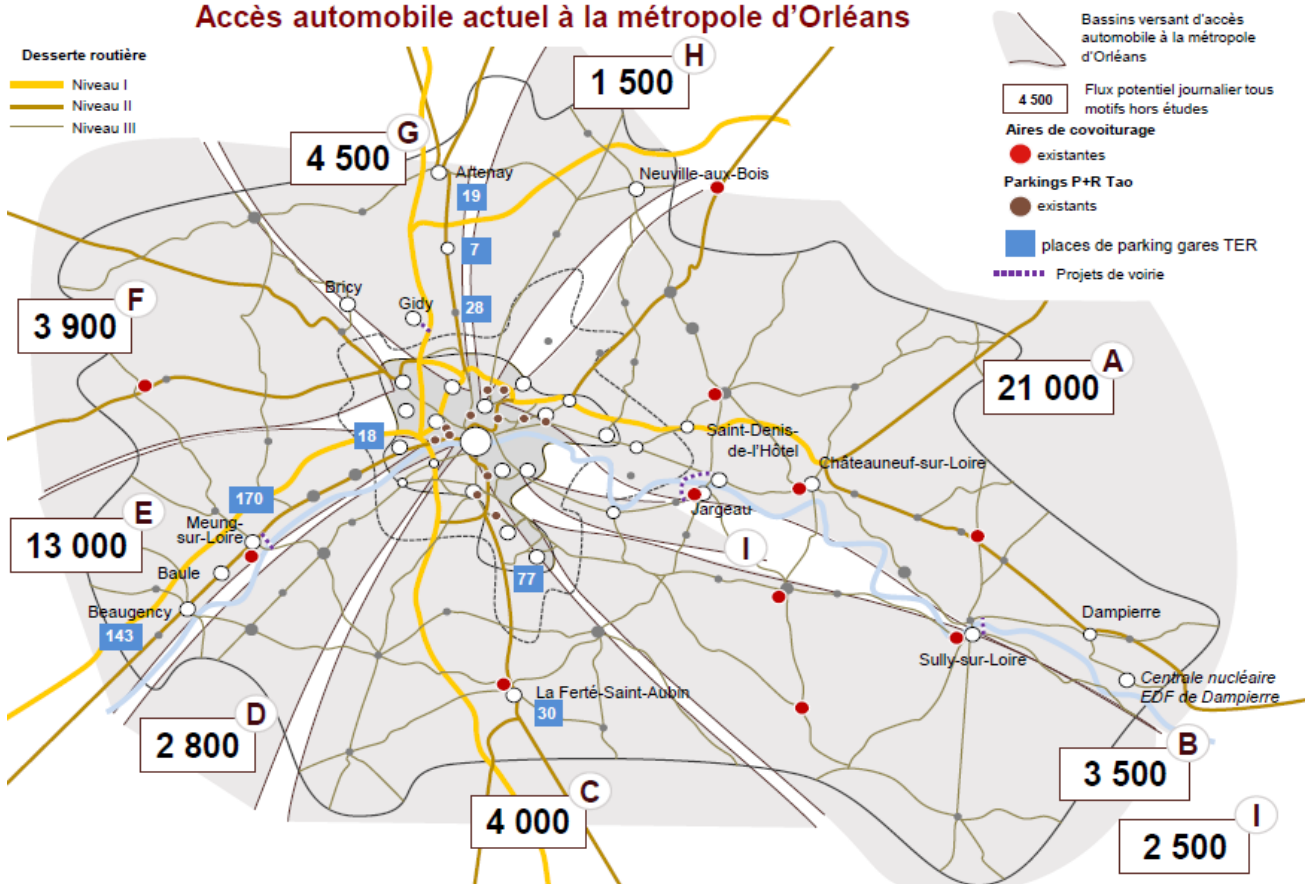 Accès automobile actuel à la métropole d'Orléans
Desserte routière
Niveau I
Niveau II
Niveau III
Bassins versant d'accès
automobile à la métropole
d'Orléans
4 500
Flux potentiel journalier tous
motifs hors études
Aires de covoiturage
existantes
Parkings P+R Tao
existants
places de parking gares TER
Projets de voirie
H
1 500
G
4 500
Artenay
19
Neuville-aux-Bois
7
Bricy
Gidy
28
F
3 900
A
21 000
18
Saint-Denis-
de-l'Hôtel
Châteauneuf-sur-Loire
170
Jargeau
E
13 000
Meung-
sur-Loire
I
Baule
77
Beaugency
143
Dampierre
Sully-sur-Loire
Centrale nucléaire
EDF de Dampierre
La Ferté-Saint-Aubin
30
D
2 800
B
3 500
C
4 000
I
2 500